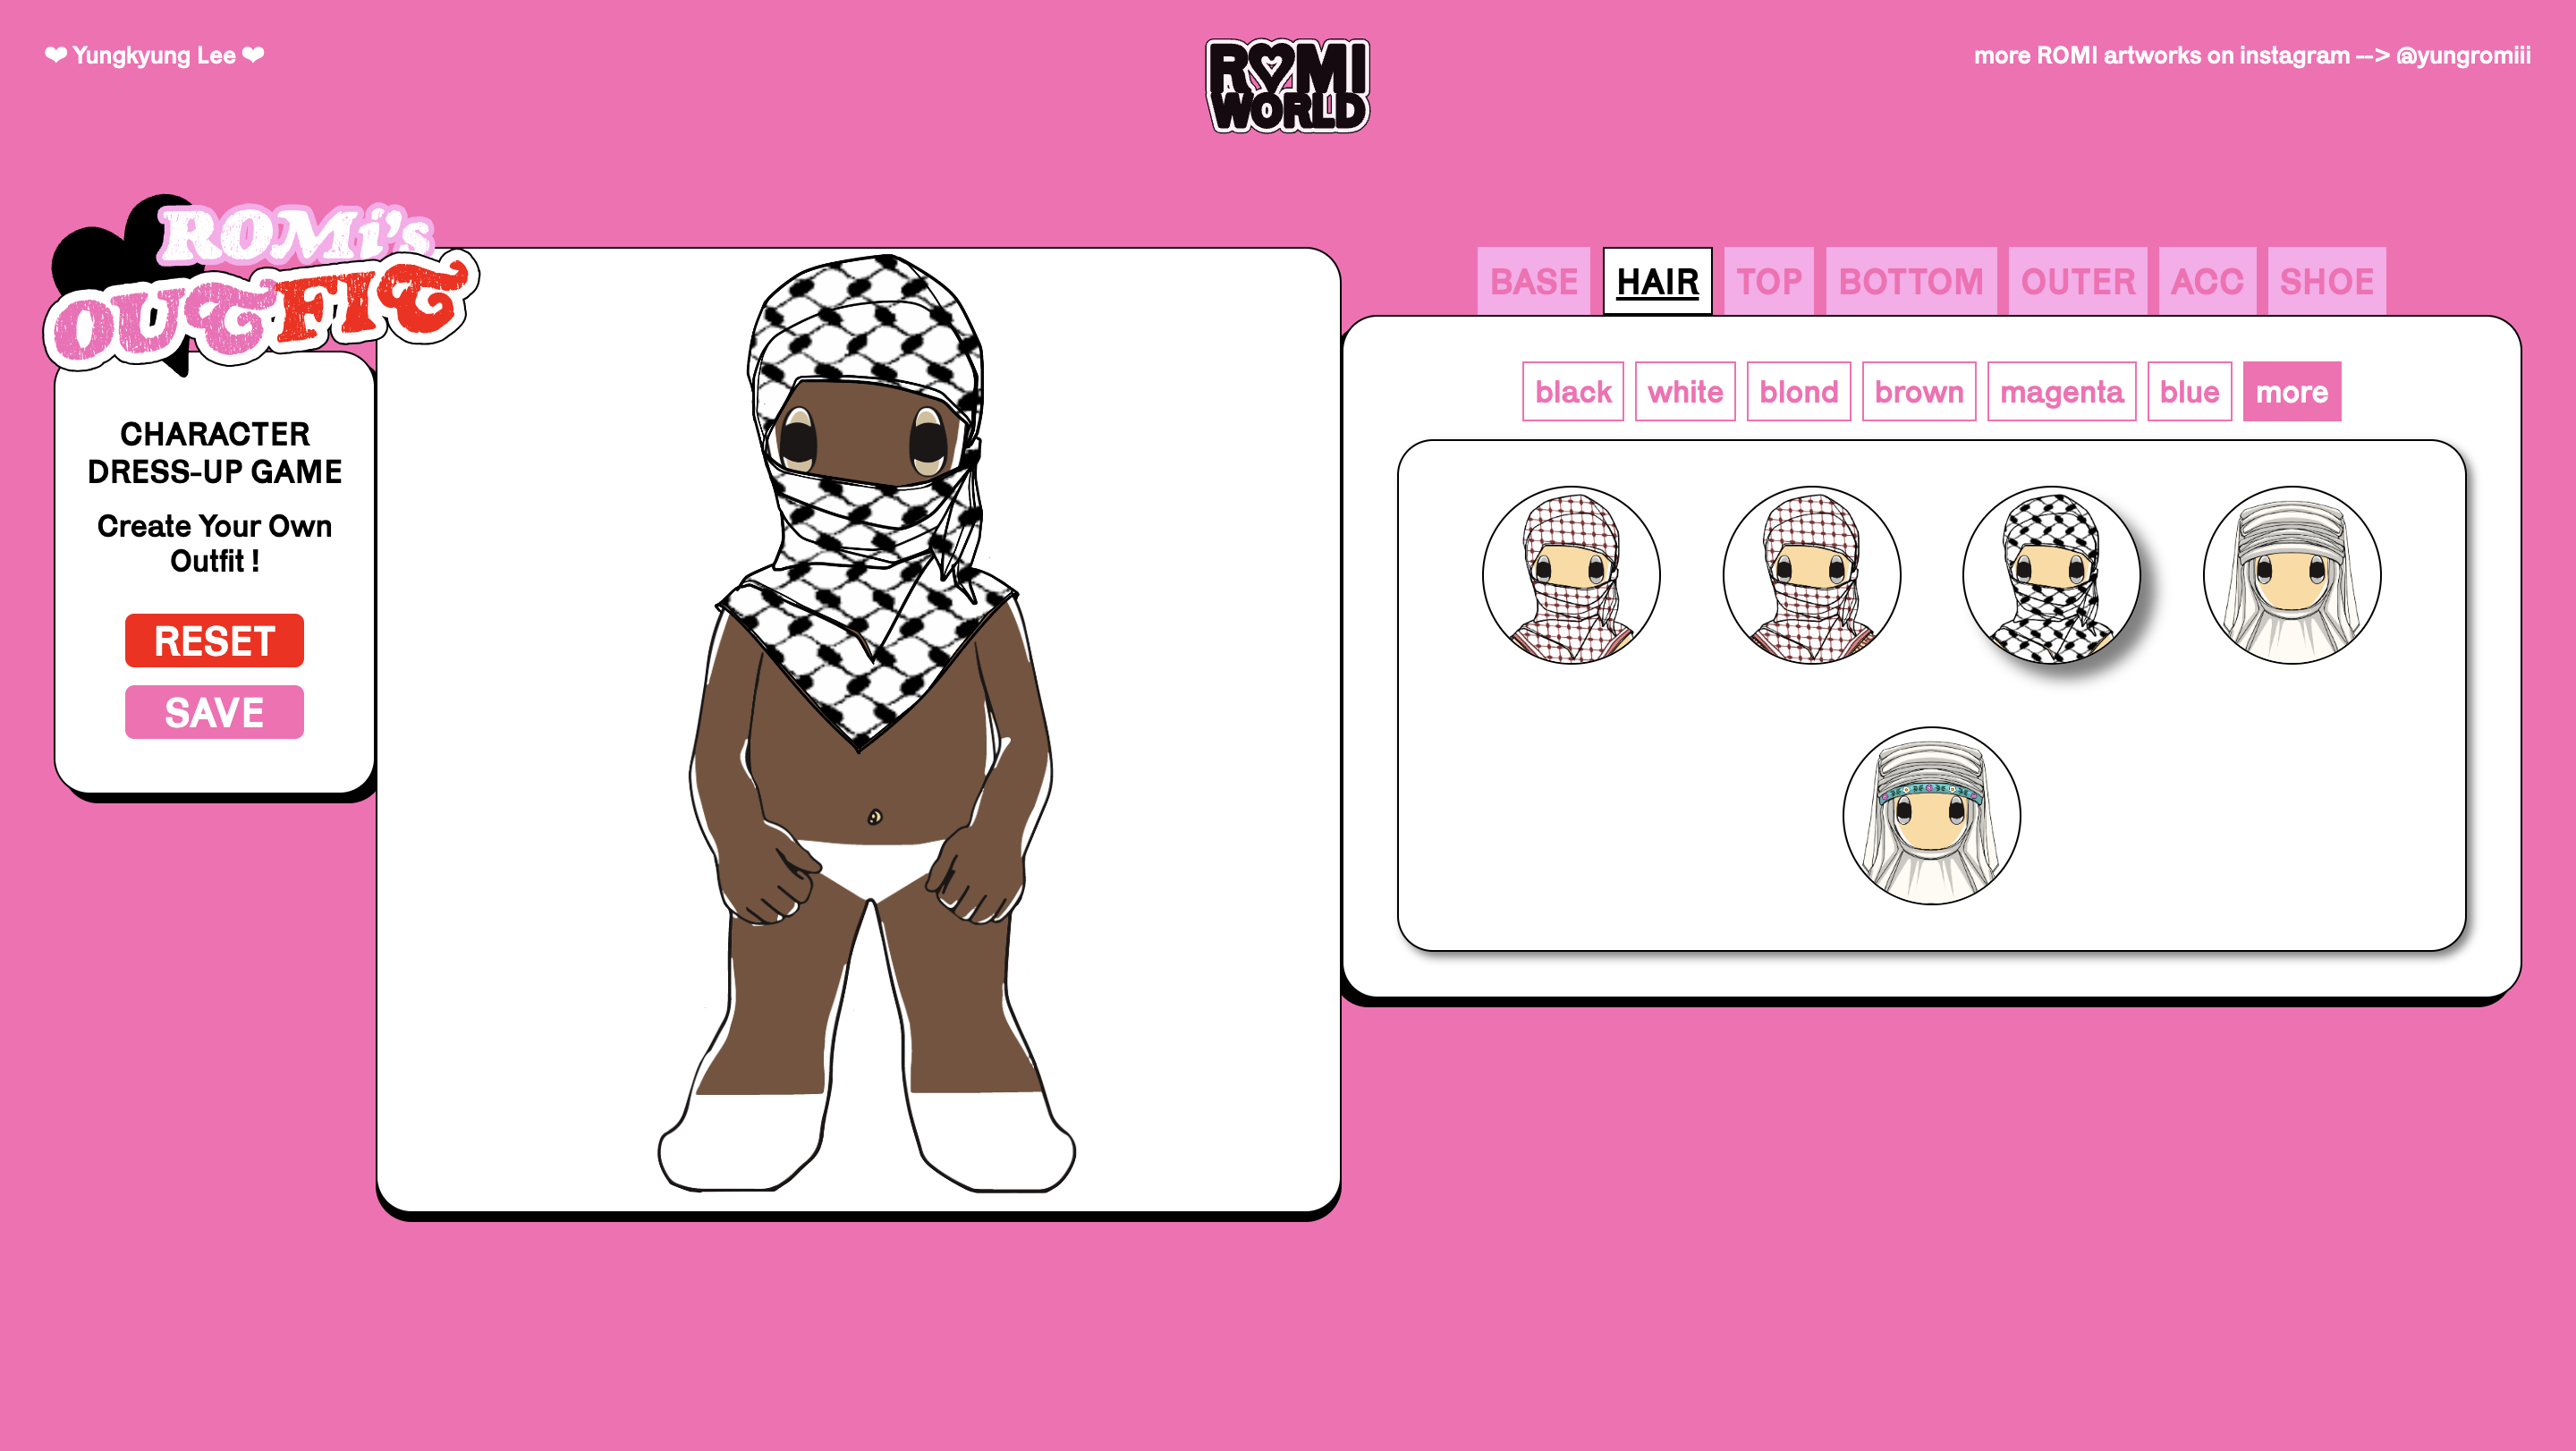 ❤ Yungkyung Lee ❤
ROMI
WORLD
more ROMI artworks on instagram --> @yungromiii
ROMi's
OUTFIT
CHARACTER
DRESS-UP GAME
Create Your Own
Outfit !
RESET
SAVE
BASE HAIR TOP BOTTOM OUTER ACC SHOE
black white blond brown magenta blue more